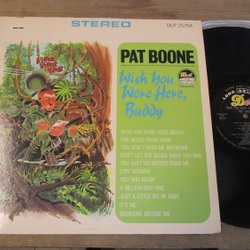 STEREO
DLP 25764
PAT BOONE
Wish You
Were Here,
Buddy
Dot
WISH YOU WERE HERE, BUDDY
FIVE MILES FROM HOME
YOU DON'T NEED ME ANYMORE
DON'T LET THE BLUES MAKE YOU BAD
YOU AIN'T NO BETTER THAN ME
LOVE WOMAN
YOU WIN AGAIN
A MILLION AND ONE
JUST A LITTLE BIT OF RAIN
IT'S ME
SOMEONE BEFORE ME